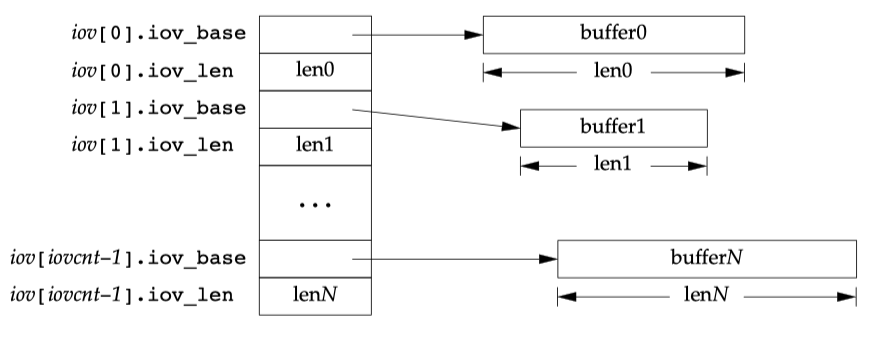 iov[0].iov_base buffer0
iov[0].iov_len len0 len0
iov[1].iov_base buffer1
iov[1].iov_len len1 len1
...
iov[iovcnt–1].iov_base bufferN
iov[iovcnt–1].iov_len lenN lenN